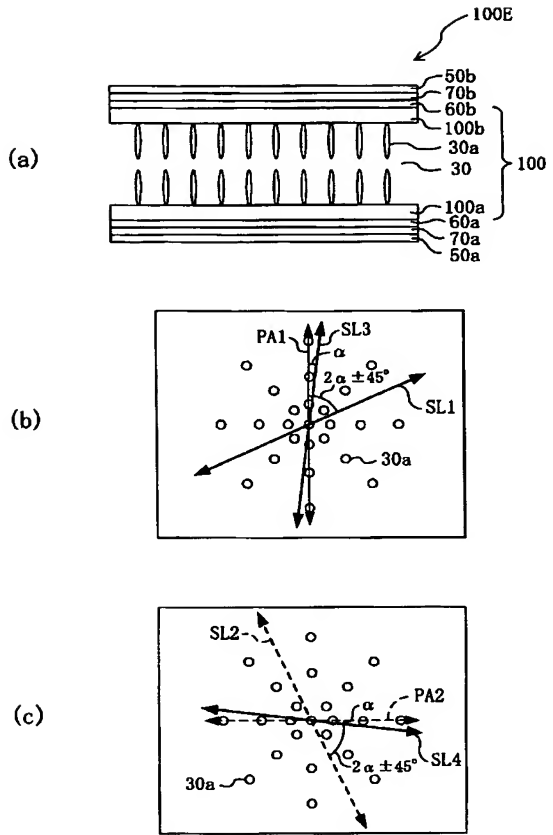 100E
50b
70b
60b
100b
(a)
30a
30
100
100a
60a
70a
50a
(b)
PA1
SL3
α
2α±45°
SL1
30a
(c)
SL2
PA2
α
SL4
2α±45°
30a